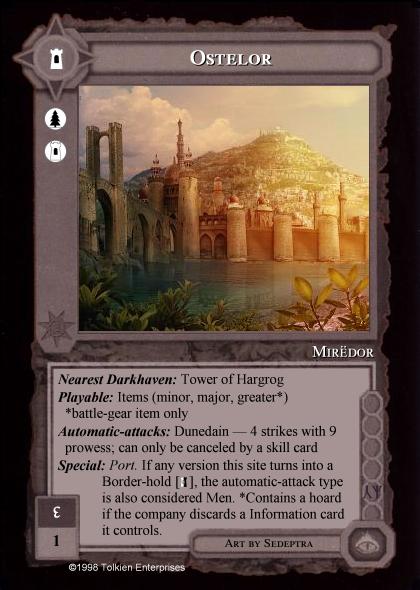 OSTELOR
MIRËDOR
Nearest Darkhaven: Tower of Hargrog
Playable: Items (minor, major, greater*)
*battle-gear item only
Automatic-attacks: Dunedain — 4 strikes with 9
prowess; can only be canceled by a skill card
Special: Port. If any version this site turns into a
Border-hold [ ], the automatic-attack type
is also considered Men. *Contains a hoard
if the company discards a Information card
it controls.
ε
1
ART BY SEDEPTRA
©1998 Tolkien Enterprises